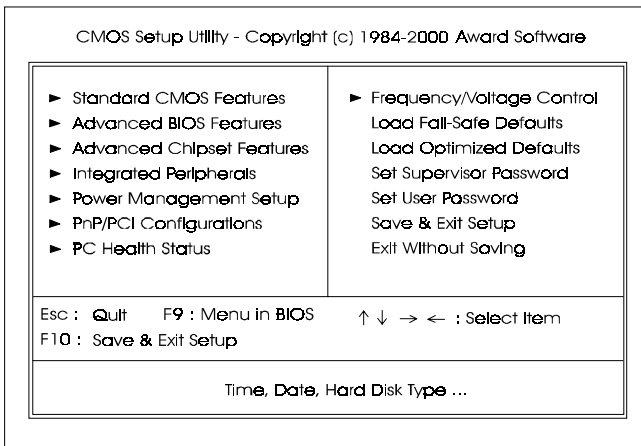 CMOS Setup Utility - Copyright (c) 1984-2000 Award Software
► Standard CMOS Features
► Advanced BIOS Features
► Advanced Chipset Features
► Integrated Peripherals
► Power Management Setup
► PnP/PCI Configurations
► PC Health Status
► Frequency/Voltage Control
Load Fail-Safe Defaults
Load Optimized Defaults
Set Supervisor Password
Set User Password
Save & Exit Setup
Exit Without Saving
Esc : Quit F9 : Menu in BIOS ↑ ↓ → ← : Select Item
F10 : Save & Exit Setup
Time, Date, Hard Disk Type ...